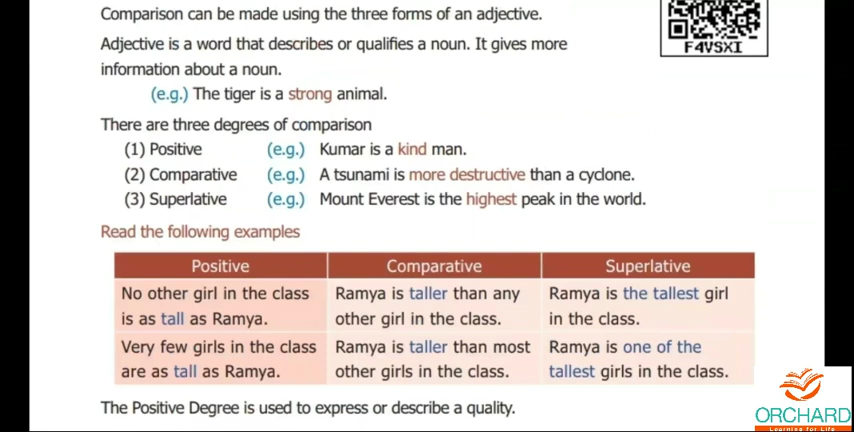 Comparison can be made using the three forms of an adjective.
F4VSXI
Adjective is a word that describes or qualifies a noun. It gives more
information about a noun.
(e.g.) The tiger is a strong animal.
There are three degrees of comparison
(1) Positive (e.g.) Kumar is a kind man.
(2) Comparative (e.g.) A tsunami is more destructive than a cyclone.
(3) Superlative (e.g.) Mount Everest is the highest peak in the world.
Read the following examples
Positive Comparative Superlative
No other girl in the class Ramya is taller than any Ramya is the tallest girl
is as tall as Ramya. other girl in the class. in the class.
Very few girls in the class Ramya is taller than most Ramya is one of the
are as tall as Ramya. other girls in the class. tallest girls in the class.
The Positive Degree is used to express or describe a quality.
ORCHARD
Learning for Life